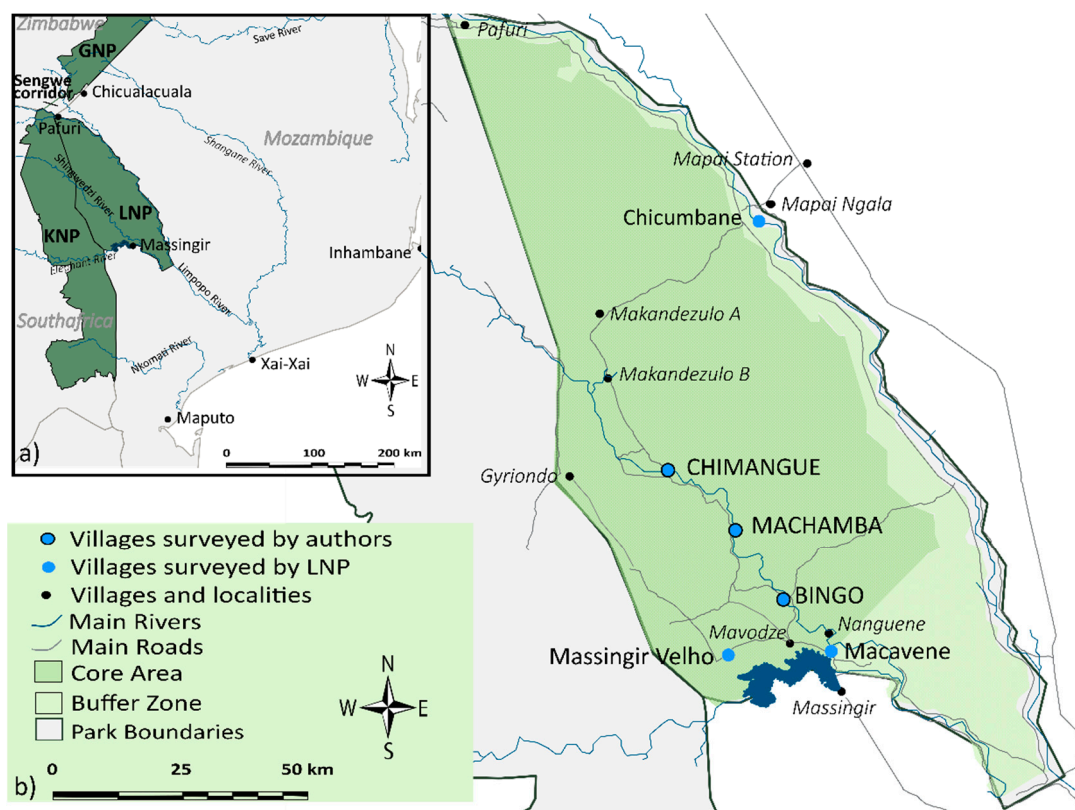 Zimbabwe
GNP
Save River
Sengwe
corridor
Chicualacuala
Pafuri
Mozambique
Shangane River
Shingwedzi River
LNP
KNP
Massingir
Elephant River
Limpopo River
Inhambane
Southafrica
Nkomati River
Xai-Xai
Maputo
N
W E
S
0 100 200 km
a)
Pafuri
Mapai Station
Mapai Ngala
Chicumbane
Makandezulo A
Makandezulo B
CHIMANGUE
Gyriondo
MACHAMBA
BINGO
Nanguene
Mavodze
Massingir Velho
Macavene
Massingir
Villages surveyed by authors
Villages surveyed by LNP
Villages and localities
Main Rivers
Main Roads
Core Area
Buffer Zone
Park Boundaries
N
W E
S
0 25 50 km
b)